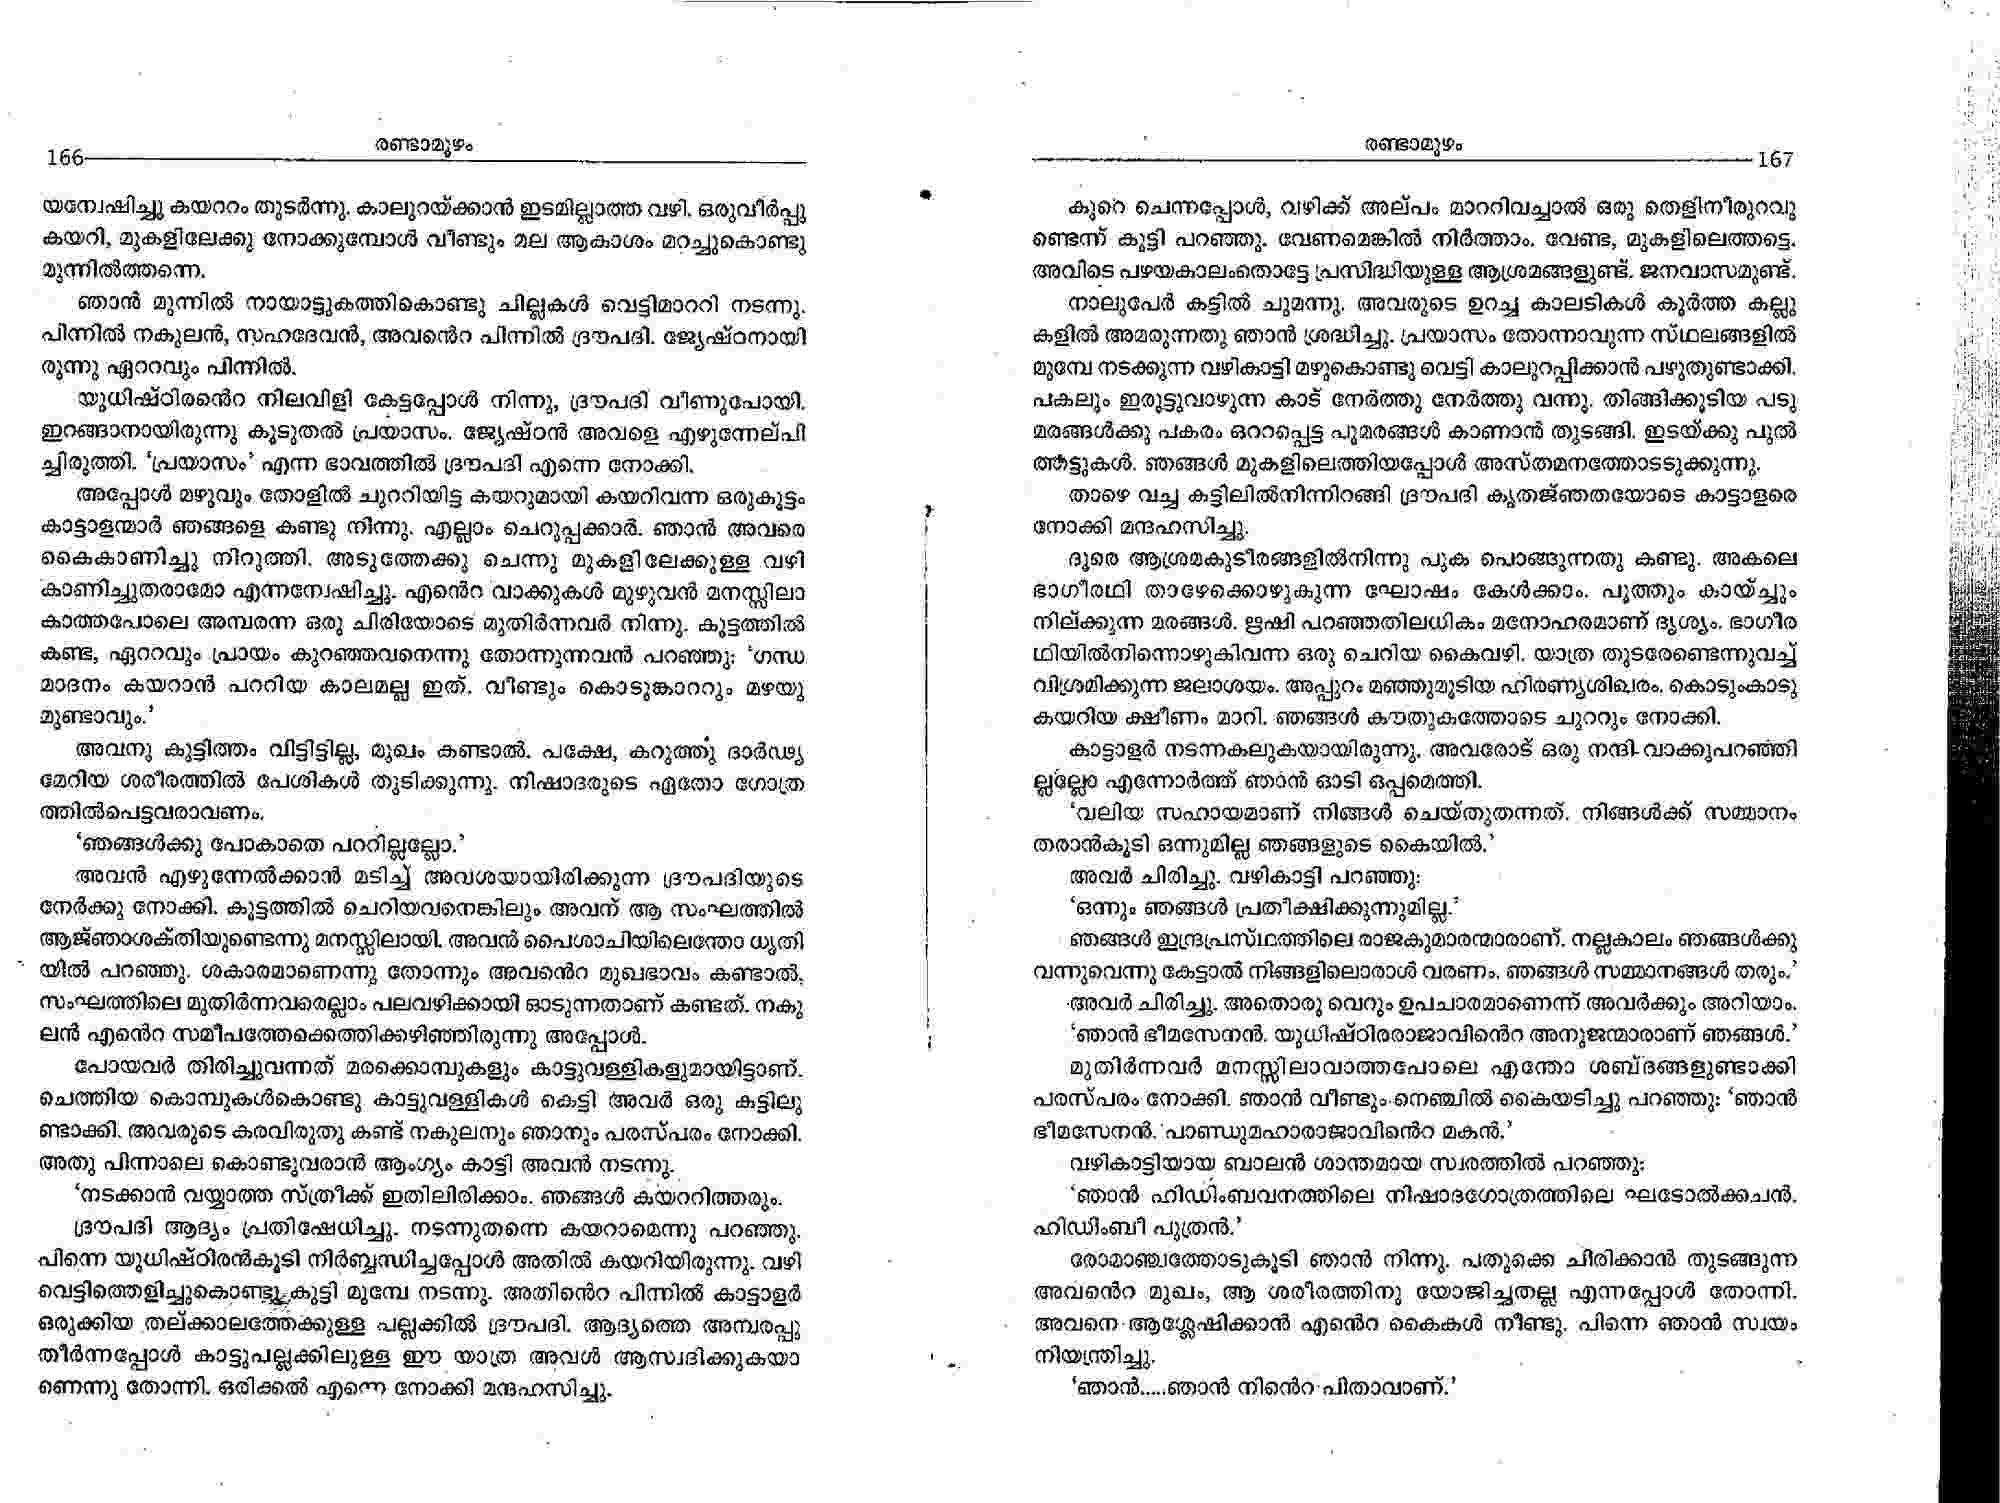 രണ്ടാമൂഴം
166
യന്വേഷിച്ചു കയററം തുടർന്നു. കാലുറയ്ക്കാൻ ഇടമില്ലാത്ത വഴി. ഒരുവീർപ്പു
കയറി, മുകളിലേക്കു നോക്കുമ്പോൾ വീണ്ടും മല ആകാശം മറച്ചുകൊണ്ടു
മുന്നിൽത്തന്നെ.
ഞാൻ മുന്നിൽ നായാട്ടുകത്തികൊണ്ടു ചില്ലകൾ വെട്ടിമാററി നടന്നു.
പിന്നിൽ നകുലൻ, സഹദേവൻ, അവൻെറ പിന്നിൽ ദ്രൗപദി. ജ്യേഷ്ഠനായി
രുന്നു ഏററവും പിന്നിൽ.
യുധിഷ്ഠിരൻെറ നിലവിളി കേട്ടപ്പോൾ നിന്നു, ദ്രൗപദി വീണുപോയി.
ഇറങ്ങാനായിരുന്നു കൂടുതൽ പ്രയാസം. ജ്യേഷ്ഠൻ അവളെ എഴുന്നേല്പി
ച്ചിരുത്തി. ‘പ്രയാസം’ എന്ന ഭാവത്തിൽ ദ്രൗപദി എന്നെ നോക്കി.
അപ്പോൾ മഴുവും തോളിൽ ചുററിയിട്ട കയറുമായി കയറിവന്ന ഒരുകൂട്ടം
കാട്ടാളന്മാർ ഞങ്ങളെ കണ്ടു നിന്നു. എല്ലാം ചെറുപ്പക്കാർ. ഞാൻ അവരെ
കൈകാണിച്ചു നിറുത്തി. അടുത്തേക്കു ചെന്നു മുകളിലേക്കുള്ള വഴി
കാണിച്ചുതരാമോ എന്നന്വേഷിച്ചു. എൻെറ വാക്കുകൾ മുഴുവൻ മനസ്സിലാ
കാത്തപോലെ അമ്പരന്ന ഒരു ചിരിയോടെ മുതിർന്നവർ നിന്നു. കൂട്ടത്തിൽ
കണ്ട, ഏററവും പ്രായം കുറഞ്ഞവനെന്നു തോന്നുന്നവൻ പറഞ്ഞു: ‘ഗന്ധ
മാദനം കയറാൻ പററിയ കാലമല്ല ഇത്. വീണ്ടും കൊടുങ്കാററും മഴയു
മുണ്ടാവും.’
അവനു കുട്ടിത്തം വിട്ടിട്ടില്ല, മുഖം കണ്ടാൽ. പക്ഷേ, കറുത്തു ദാർഢ്യ
മേറിയ ശരീരത്തിൽ പേശികൾ തുടിക്കുന്നു. നിഷാദരുടെ ഏതോ ഗോത്ര
ത്തിൽപെട്ടവരാവണം.
‘ഞങ്ങൾക്കു പോകാതെ പററില്ലല്ലോ.’
അവൻ എഴുന്നേൽക്കാൻ മടിച്ച് അവശയായിരിക്കുന്ന ദ്രൗപദിയുടെ
നേർക്കു നോക്കി. കൂട്ടത്തിൽ ചെറിയവനെങ്കിലും അവന് ആ സംഘത്തിൽ
ആജ്ഞാശക്തിയുണ്ടെന്നു മനസ്സിലായി. അവൻ പൈശാചിയിലെന്തോ ധൃതി
യിൽ പറഞ്ഞു. ശകാരമാണെന്നു തോന്നും അവൻെറ മുഖഭാവം കണ്ടാൽ.
സംഘത്തിലെ മുതിർന്നവരെല്ലാം പലവഴിക്കായി ഓടുന്നതാണ് കണ്ടത്. നകു
ലൻ എൻെറ സമീപത്തേക്കെത്തിക്കഴിഞ്ഞിരുന്നു അപ്പോൾ.
പോയവർ തിരിച്ചുവന്നത് മരക്കൊമ്പുകളും കാട്ടുവള്ളികളുമായിട്ടാണ്.
ചെത്തിയ കൊമ്പുകൾകൊണ്ടു കാട്ടുവള്ളികൾ കെട്ടി അവർ ഒരു കട്ടിലു
ണ്ടാക്കി. അവരുടെ കരവിരുതു കണ്ട് നകുലനും ഞാനും പരസ്പരം നോക്കി.
അതു പിന്നാലെ കൊണ്ടുവരാൻ ആംഗ്യം കാട്ടി അവൻ നടന്നു.
‘നടക്കാൻ വയ്യാത്ത സ്ത്രീക്ക് ഇതിലിരിക്കാം. ഞങ്ങൾ കയററിത്തരും.
ദ്രൗപദി ആദ്യം പ്രതിഷേധിച്ചു. നടന്നുതന്നെ കയറാമെന്നു പറഞ്ഞു.
പിന്നെ യുധിഷ്ഠിരൻകൂടി നിർബ്ബന്ധിച്ചപ്പോൾ അതിൽ കയറിയിരുന്നു. വഴി
വെട്ടിത്തെളിച്ചുകൊണ്ടു കുട്ടി മുമ്പേ നടന്നു. അതിൻെറ പിന്നിൽ കാട്ടാളർ
ഒരുക്കിയ തല്ക്കാലത്തേക്കുള്ള പല്ലക്കിൽ ദ്രൗപദി. ആദ്യത്തെ അമ്പരപ്പു
തീർന്നപ്പോൾ കാട്ടുപല്ലക്കിലുള്ള ഈ യാത്ര അവൾ ആസ്വദിക്കുകയാ
ണെന്നു തോന്നി. ഒരിക്കൽ എന്നെ നോക്കി മന്ദഹസിച്ചു.
രണ്ടാമൂഴം
167
കുറെ ചെന്നപ്പോൾ, വഴിക്ക് അല്പം മാററിവച്ചാൽ ഒരു തെളിനീരുറവു
ണ്ടെന്ന് കുട്ടി പറഞ്ഞു. വേണമെങ്കിൽ നിർത്താം. വേണ്ട, മുകളിലെത്തട്ടെ.
അവിടെ പഴയകാലംതൊട്ടേ പ്രസിദ്ധിയുള്ള ആശ്രമങ്ങളുണ്ട്. ജനവാസമുണ്ട്.
നാലുപേർ കട്ടിൽ ചുമന്നു. അവരുടെ ഉറച്ച കാലടികൾ കൂർത്ത കല്ലു
കളിൽ അമരുന്നതു ഞാൻ ശ്രദ്ധിച്ചു. പ്രയാസം തോന്നാവുന്ന സ്ഥലങ്ങളിൽ
മുമ്പേ നടക്കുന്ന വഴികാട്ടി മഴുകൊണ്ടു വെട്ടി കാലുറപ്പിക്കാൻ പഴുതുണ്ടാക്കി.
പകലും ഇരുട്ടുവാഴുന്ന കാട് നേർത്തു നേർത്തു വന്നു. തിങ്ങിക്കൂടിയ പടു
മരങ്ങൾക്കു പകരം ഒററപ്പെട്ട പൂമരങ്ങൾ കാണാൻ തുടങ്ങി. ഇടയ്ക്കു പുൽ
ത്തട്ടുകൾ. ഞങ്ങൾ മുകളിലെത്തിയപ്പോൾ അസ്തമനത്തോടടുക്കുന്നു.
താഴെ വച്ച കട്ടിലിൽനിന്നിറങ്ങി ദ്രൗപദി കൃതജ്ഞതയോടെ കാട്ടാളരെ
നോക്കി മന്ദഹസിച്ചു.
ദൂരെ ആശ്രമകുടീരങ്ങളിൽനിന്നു പുക പൊങ്ങുന്നതു കണ്ടു. അകലെ
ഭാഗീരഥി താഴേക്കൊഴുകുന്ന ഘോഷം കേൾക്കാം. പൂത്തും കായ്ച്ചും
നില്ക്കുന്ന മരങ്ങൾ. ഋഷി പറഞ്ഞതിലധികം മനോഹരമാണ് ദൃശ്യം. ഭാഗീര
ഥിയിൽനിന്നൊഴുകിവന്ന ഒരു ചെറിയ കൈവഴി. യാത്ര തുടരേണ്ടെന്നുവച്ച്
വിശ്രമിക്കുന്ന ജലാശയം. അപ്പുറം മഞ്ഞുമൂടിയ ഹിരണ്യശിഖരം. കൊടുംകാടു
കയറിയ ക്ഷീണം മാറി. ഞങ്ങൾ കൗതുകത്തോടെ ചുററും നോക്കി.
കാട്ടാളർ നടന്നകലുകയായിരുന്നു. അവരോട് ഒരു നന്ദി വാക്കുപറഞ്ഞി
ല്ലല്ലോ എന്നോർത്ത് ഞാൻ ഓടി ഒപ്പമെത്തി.
‘വലിയ സഹായമാണ് നിങ്ങൾ ചെയ്തുതന്നത്. നിങ്ങൾക്ക് സമ്മാനം
തരാൻകൂടി ഒന്നുമില്ല ഞങ്ങളുടെ കൈയിൽ.’
അവർ ചിരിച്ചു. വഴികാട്ടി പറഞ്ഞു:
‘ഒന്നും ഞങ്ങൾ പ്രതീക്ഷിക്കുന്നുമില്ല.’
ഞങ്ങൾ ഇന്ദ്രപ്രസ്ഥത്തിലെ രാജകുമാരന്മാരാണ്. നല്ലകാലം ഞങ്ങൾക്കു
വന്നുവെന്നു കേട്ടാൽ നിങ്ങളിലൊരാൾ വരണം. ഞങ്ങൾ സമ്മാനങ്ങൾ തരും.’
അവർ ചിരിച്ചു. അതൊരു വെറും ഉപചാരമാണെന്ന് അവർക്കും അറിയാം.
‘ഞാൻ ഭീമസേനൻ. യുധിഷ്ഠിരരാജാവിൻെറ അനുജന്മാരാണ് ഞങ്ങൾ.’
മുതിർന്നവർ മനസ്സിലാവാത്തപോലെ എന്തോ ശബ്ദങ്ങളുണ്ടാക്കി
പരസ്പരം നോക്കി. ഞാൻ വീണ്ടും നെഞ്ചിൽ കൈയടിച്ചു പറഞ്ഞു: ‘ഞാൻ
ഭീമസേനൻ. പാണ്ഡുമഹാരാജാവിൻെറ മകൻ.’
വഴികാട്ടിയായ ബാലൻ ശാന്തമായ സ്വരത്തിൽ പറഞ്ഞു:
‘ഞാൻ ഹിഡിംബവനത്തിലെ നിഷാദഗോത്രത്തിലെ ഘടോൽക്കചൻ.
ഹിഡിംബീ പുത്രൻ.’
രോമാഞ്ചത്തോടുകൂടി ഞാൻ നിന്നു. പതുക്കെ ചിരിക്കാൻ തുടങ്ങുന്ന
അവൻെറ മുഖം, ആ ശരീരത്തിനു യോജിച്ചതല്ല എന്നപ്പോൾ തോന്നി.
അവനെ ആശ്ലേഷിക്കാൻ എൻെറ കൈകൾ നീണ്ടു. പിന്നെ ഞാൻ സ്വയം
നിയന്ത്രിച്ചു.
‘ഞാൻ.....ഞാൻ നിൻെറ പിതാവാണ്.’